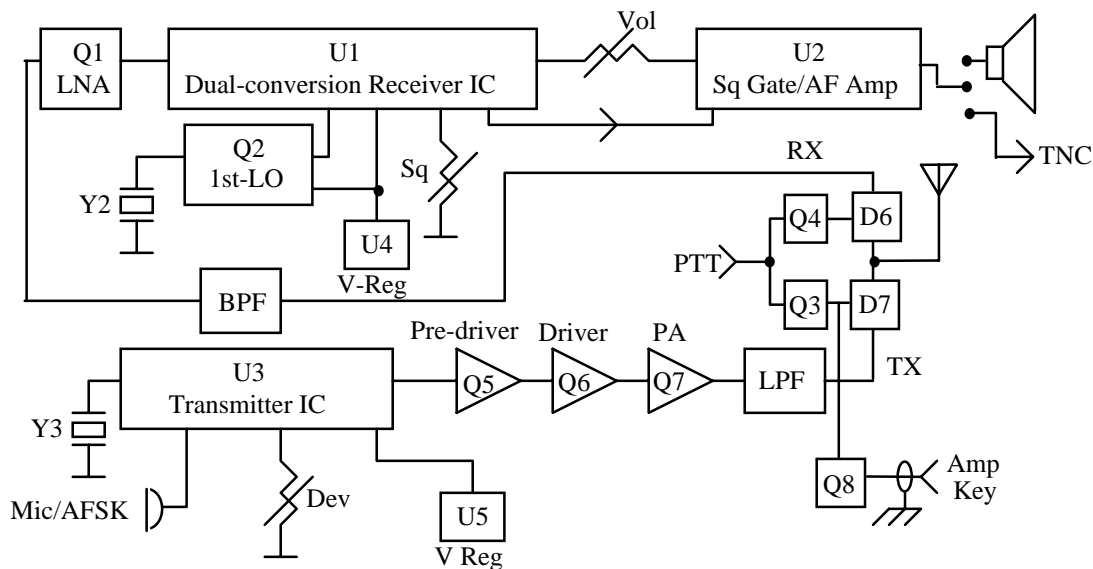 Vol
Q1
LNA
U1
Dual-conversion Receiver IC
U2
Sq Gate/AF Amp
Q2
1st-LO
Sq
RX
TNC
Y2
U4
V-Reg
Q4
D6
PTT
BPF
Q3
D7
Pre-driver
Driver
PA
U3
Transmitter IC
Q5
Q6
Q7
LPF
TX
Y3
Mic/AFSK
Dev
U5
V Reg
Q8
Amp
Key